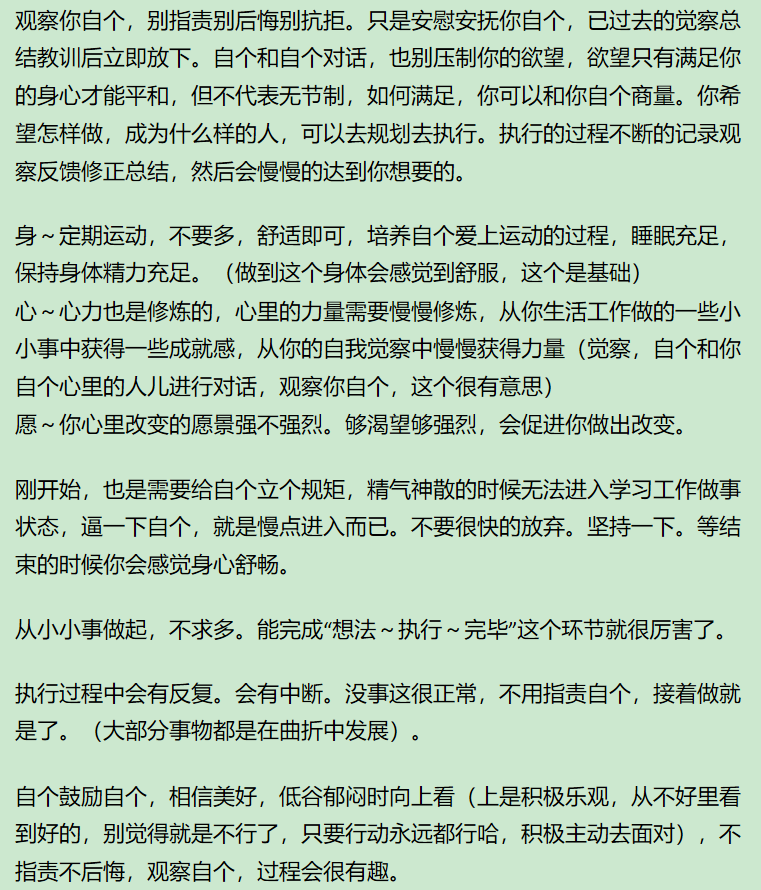 观察你自个，别指责别后悔别抗拒。只是安慰安抚你自个，已过去的觉察总
结教训后立即放下。自个和自个对话，也别压制你的欲望，欲望只有满足你
的身心才能平和，但不代表无节制，如何满足，你可以和你自个商量。你希
望怎样做，成为什么样的人，可以去规划去执行。执行的过程不断的记录观
察反馈修正总结，然后会慢慢的达到你想要的。
身～定期运动，不要多，舒适即可，培养自个爱上运动的过程，睡眠充足，
保持身体精力充足。（做到这个身体会感觉到舒服，这个是基础）
心～心力也是修炼的，心里的力量需要慢慢修炼，从你生活工作做的一些小
小事中获得一些成就感，从你的自我觉察中慢慢获得力量（觉察，自个和你
自个心里的人儿进行对话，观察你自个，这个很有意思）
愿～你心里改变的愿景强不强烈。够渴望够强烈，会促进你做出改变。
刚开始，也是需要给自个立个规矩，精气神散的时候无法进入学习工作做事
状态，逼一下自个，就是慢点进入而已。不要很快的放弃。坚持一下。等结
束的时候你会感觉身心舒畅。
从小小事做起，不求多。能完成“想法～执行～完毕”这个环节就很厉害了。
执行过程中会有反复。会有中断。没事这很正常，不用指责自个，接着做就
是了。（大部分事物都是在曲折中发展）。
自个鼓励自个，相信美好，低谷郁闷时向上看（上是积极乐观，从不好里看
到好的，别觉得就是不行了，只要行动永远都行哈，积极主动去面对），不
指责不后悔，观察自个，过程会很有趣。